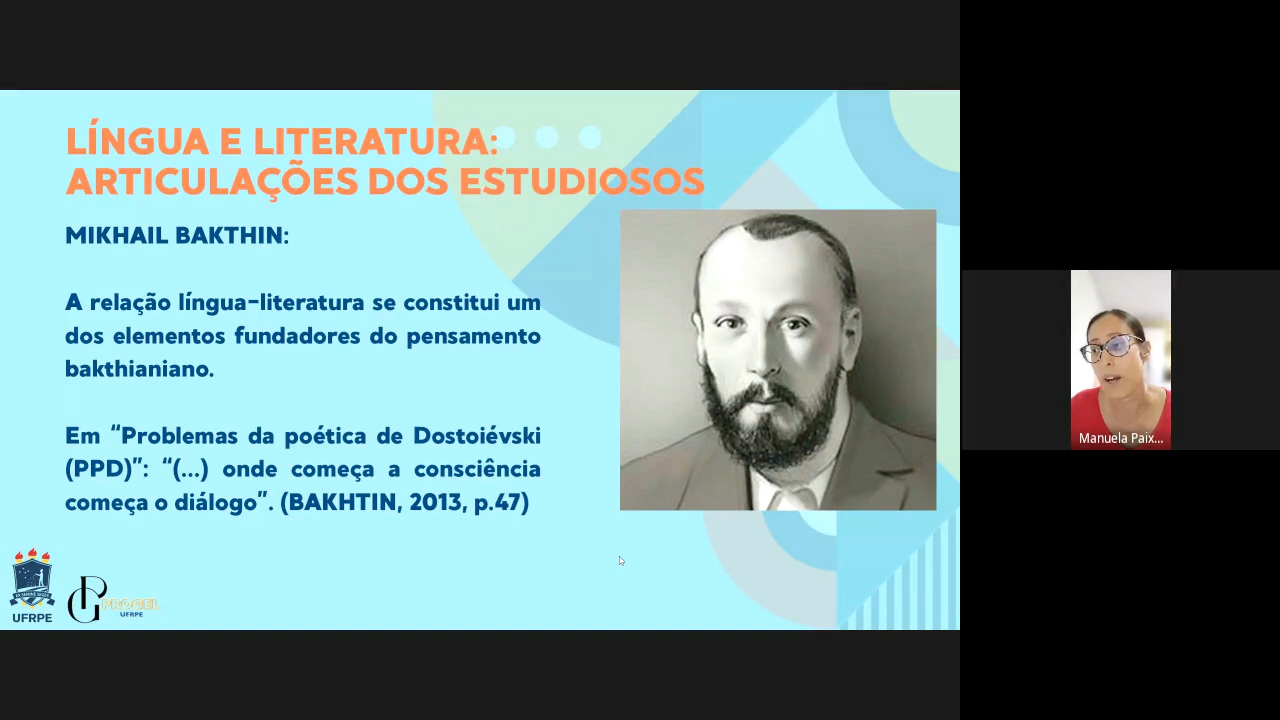 LÍNGUA E LITERATURA:
ARTICULAÇÕES DOS ESTUDIOSOS
MIKHAIL BAKTHIN:
A relação língua-literatura se constitui um
dos elementos fundadores do pensamento
bakthianiano.
Em “Problemas da poética de Dostoiévski
(PPD)”: “(...) onde começa a consciência
começa o diálogo”. (BAKHTIN, 2013, p.47)
UFRPE
PROGEL
UFRPE
Manuela Paix...